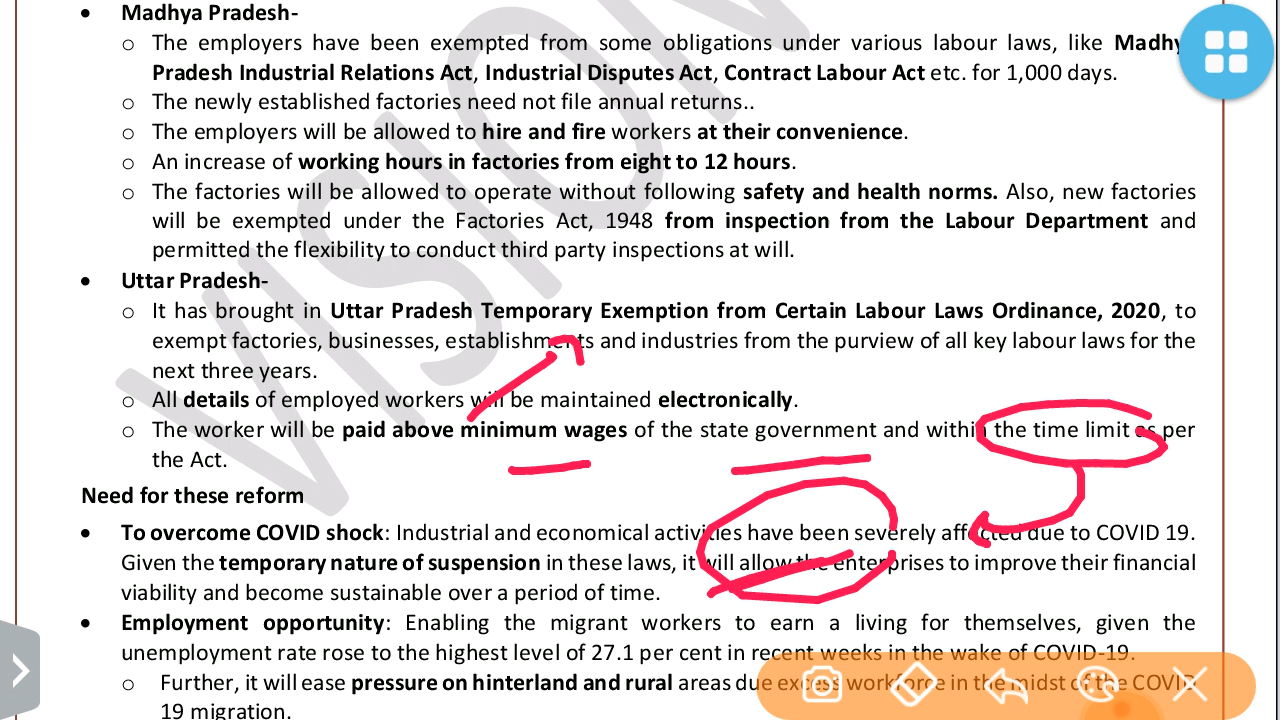 • Madhya Pradesh-
o The employers have been exempted from some obligations under various labour laws, like Madhy
Pradesh Industrial Relations Act, Industrial Disputes Act, Contract Labour Act etc. for 1,000 days.
o The newly established factories need not file annual returns..
o The employers will be allowed to hire and fire workers at their convenience.
o An increase of working hours in factories from eight to 12 hours.
o The factories will be allowed to operate without following safety and health norms. Also, new factories
will be exempted under the Factories Act, 1948 from inspection from the Labour Department and
permitted the flexibility to conduct third party inspections at will.
• Uttar Pradesh-
o It has brought in Uttar Pradesh Temporary Exemption from Certain Labour Laws Ordinance, 2020, to
exempt factories, businesses, establishments and industries from the purview of all key labour laws for the
next three years.
o All details of employed workers will be maintained electronically.
o The worker will be paid above minimum wages of the state government and within the time limit as per
the Act.
Need for these reform
• To overcome COVID shock: Industrial and economical activities have been severely affected due to COVID 19.
Given the temporary nature of suspension in these laws, it will allow the enterprises to improve their financial
viability and become sustainable over a period of time.
• Employment opportunity: Enabling the migrant workers to earn a living for themselves, given the
unemployment rate rose to the highest level of 27.1 per cent in recent weeks in the wake of COVID-19.
o Further, it will ease pressure on hinterland and rural areas due excess workforce in the midst of the COVID
19 migration.
VISION